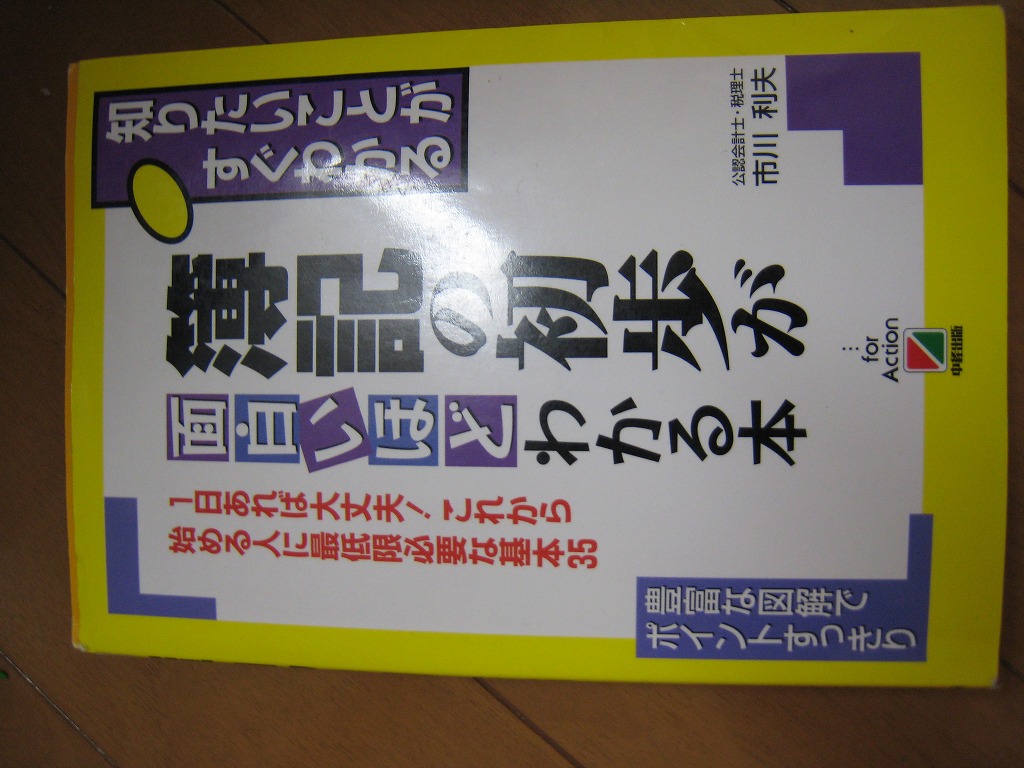 知りたいことが
すぐわかる
簿記の初歩が
面白いほどわかる本
1日あれば大丈夫!これから
始める人に最低限必要な基本35
豊富な図解で
ポイントすっきり
公認会計士・税理士
市川 利夫
for
Action
中経出版